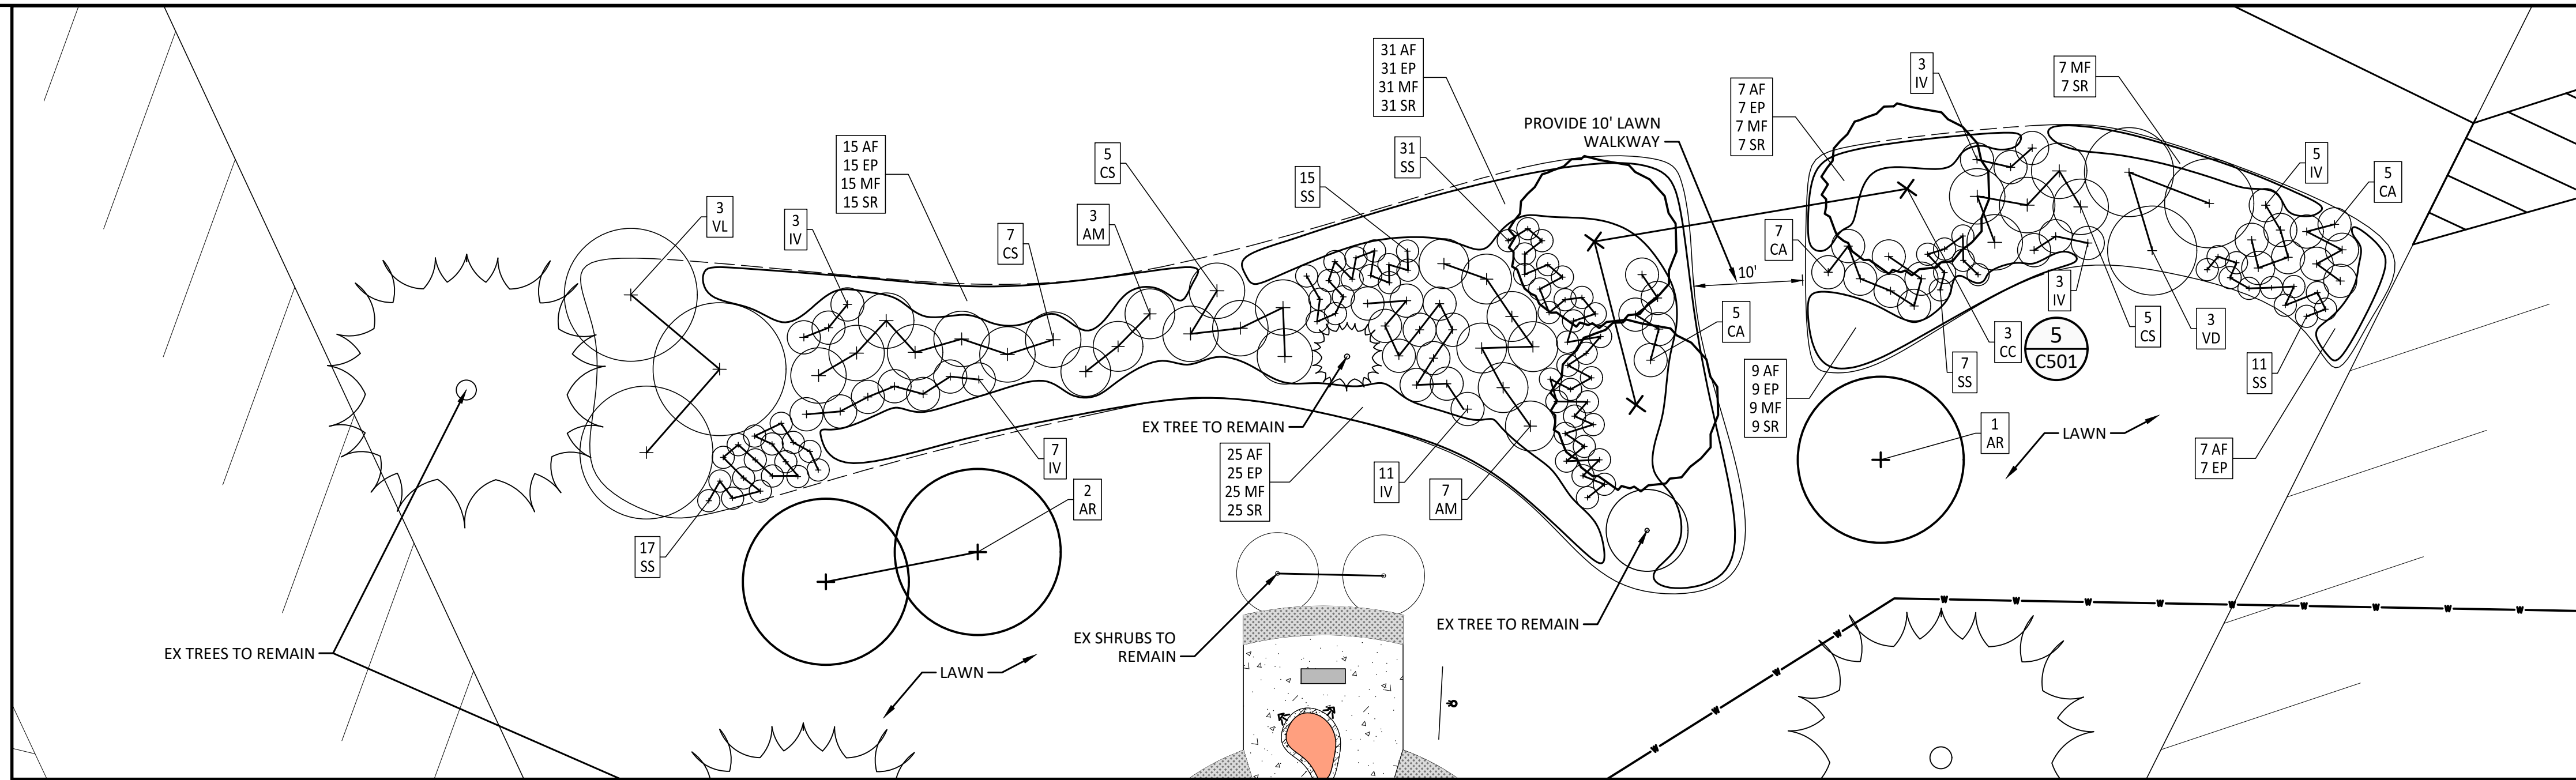 31 AF
31 EP
31 MF
31 SR
3
IV
7 MF
7 SR
7 AF
7 EP
7 MF
7 SR
PROVIDE 10' LAWN
WALKWAY
15 AF
15 EP
15 MF
15 SR
5
CS
31
SS
5
IV
5
CA
15
SS
3
VL
3
IV
3
AM
7
CS
7
CA
10'
3
IV
5
CA
5
CS
3
VD
3
CC
5
C501
7
SS
11
SS
9 AF
9 EP
9 MF
9 SR
EX TREE TO REMAIN
1
AR
LAWN
7 AF
7 EP
25 AF
25 EP
25 MF
25 SR
7
IV
11
IV
7
AM
2
AR
17
SS
EX TREES TO REMAIN
EX SHRUBS TO
REMAIN
EX TREE TO REMAIN
LAWN